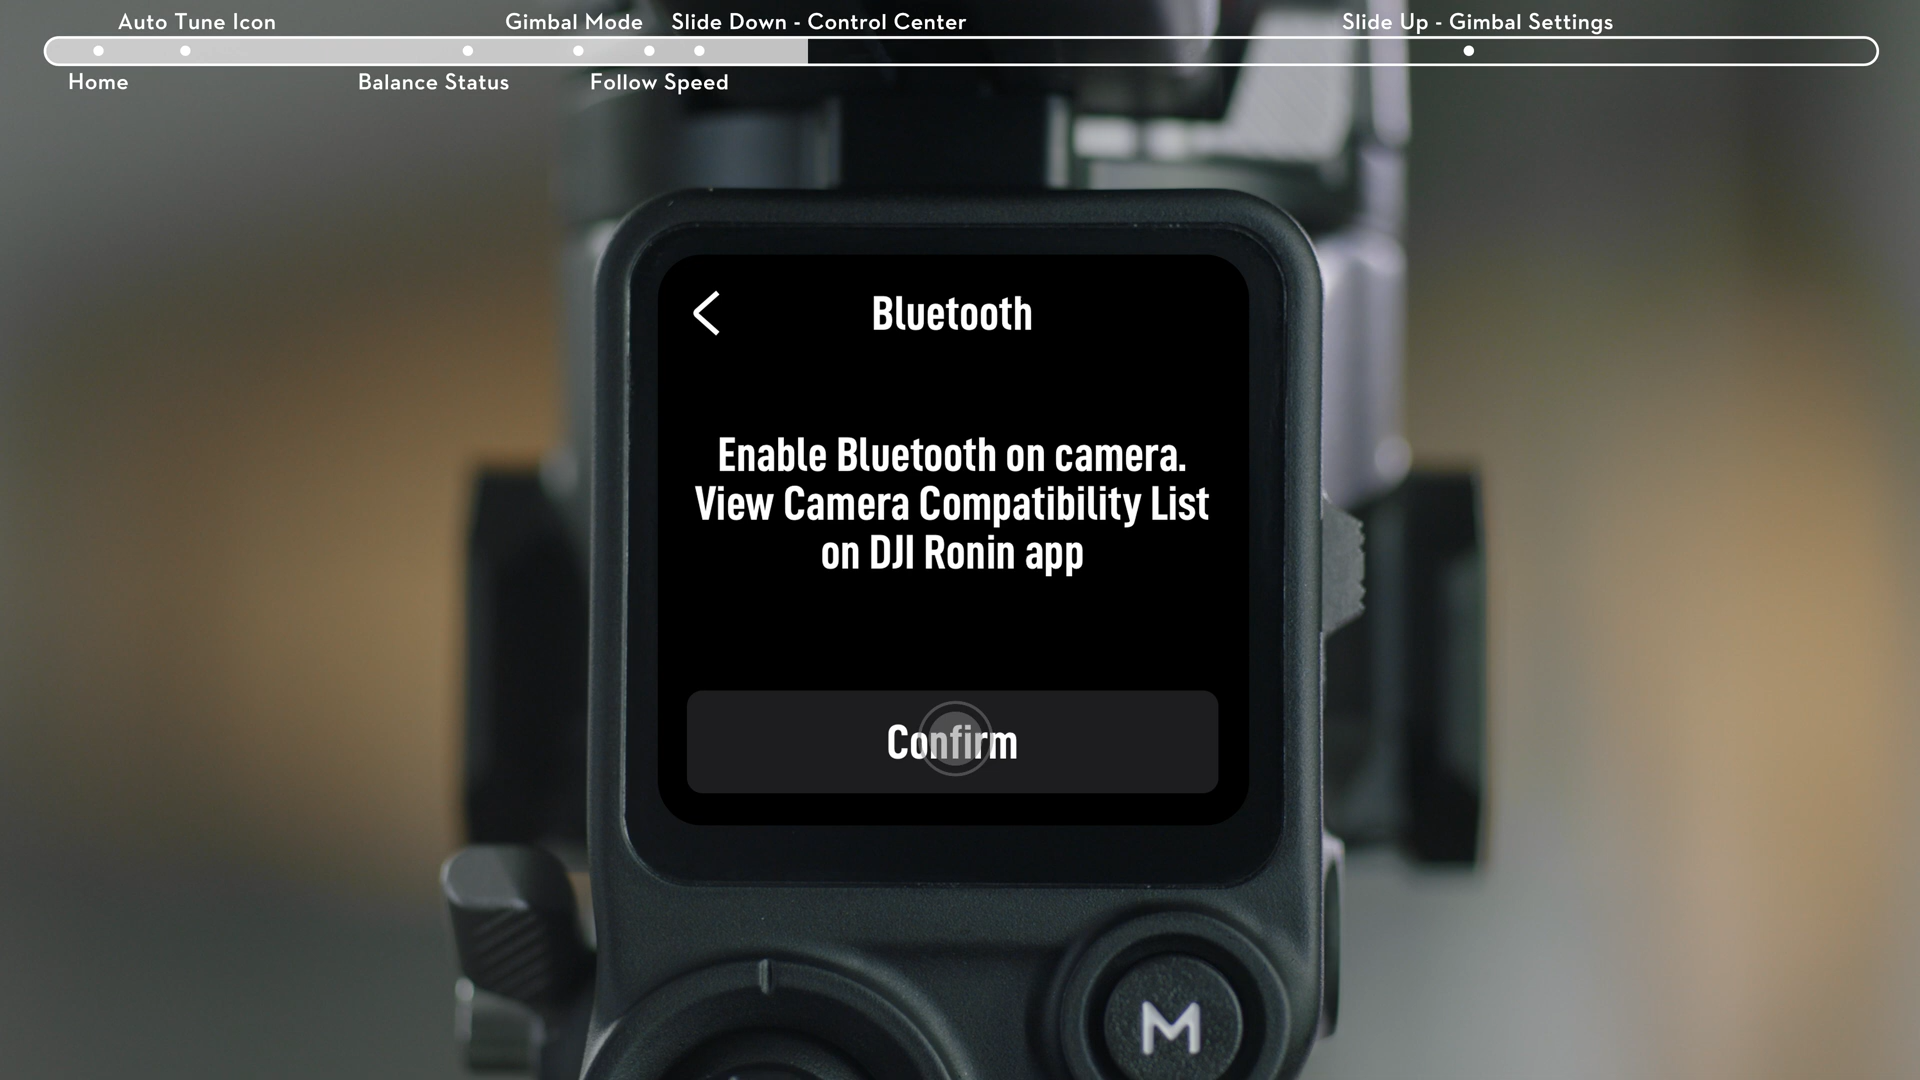 Auto Tune Icon
Gimbal Mode
Slide Down - Control Center
Slide Up - Gimbal Settings
Home
Balance Status
Follow Speed
Bluetooth
Enable Bluetooth on camera.
View Camera Compatibility List
on DJI Ronin app
Confirm
M